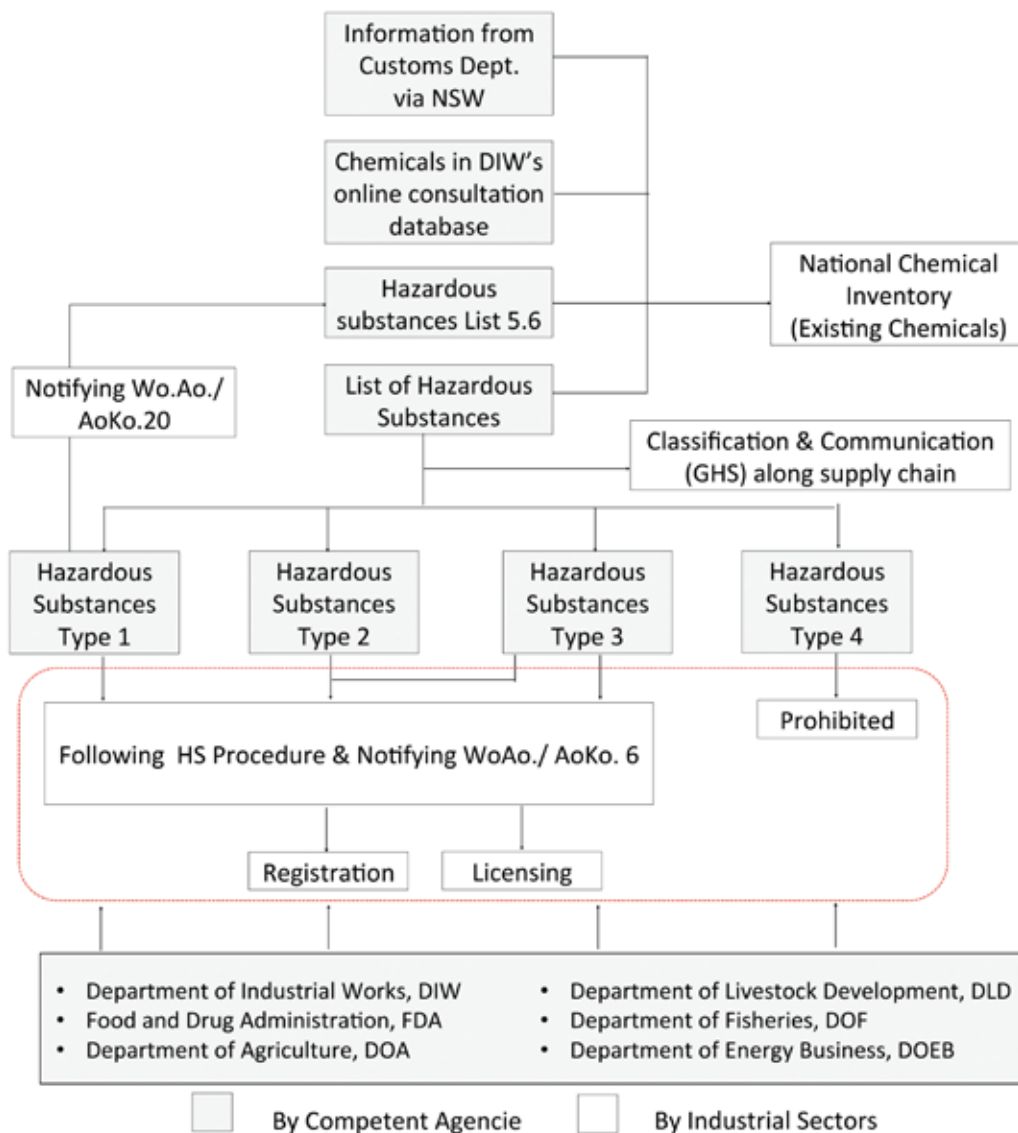 Information from
Customs Dept.
via NSW
Chemicals in DIW's
online consultation
database
Hazardous
substances List 5.6
National Chemical
Inventory
(Existing Chemicals)
Notifying Wo.Ao./
AoKo.20
List of Hazardous
Substances
Classification & Communication
(GHS) along supply chain
Hazardous
Substances
Type 1
Hazardous
Substances
Type 2
Hazardous
Substances
Type 3
Hazardous
Substances
Type 4
Following HS Procedure & Notifying WoAo./ AoKo. 6
Prohibited
Registration
Licensing
• Department of Industrial Works, DIW
• Food and Drug Administration, FDA
• Department of Agriculture, DOA
• Department of Livestock Development, DLD
• Department of Fisheries, DOF
• Department of Energy Business, DOEB
By Competent Agencie
By Industrial Sectors